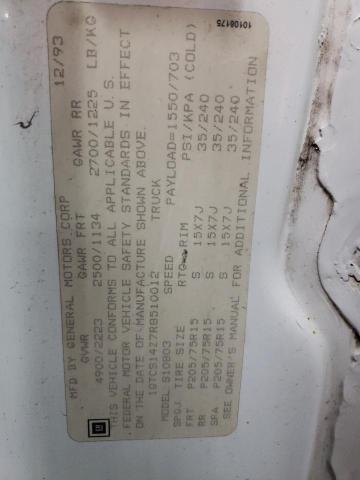 MFD BY GENERAL MOTORS CORP 12/93
GVWR GAWR FRT GAWR RR
4900/2223 2500/1134 2700/1225 LB/KG
THIS VEHICLE CONFORMS TO ALL APPLICABLE U.S.
FEDERAL MOTOR VEHICLE SAFETY STANDARDS IN EFFECT
ON THE DATE OF MANUFACTURE SHOWN ABOVE.
1GTCS14Z7R8510012 TRUCK
MODEL S10803 PAYLOAD=1550/703
SPEED
SPGJ TIRE SIZE RTG RIM PSI/KPA (COLD)
FRT P205/75R15 S 15X7J 35/240
RR P205/75R15 S 15X7J 35/240
SPA P205/75R15 S 15X7J 35/240
SEE OWNER'S MANUAL FOR ADDITIONAL INFORMATION
GM
10108175